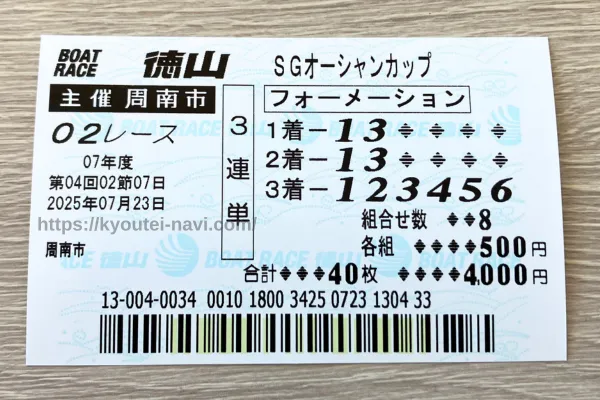 BOAT RACE 徳山 SGオーシャンカップ
主催 周南市
3連単
フォーメーション
02レース
1着－13
2着－13
3着－123456
07年度
第04回02節07日
2025年07月23日
https://kyoutei-navi.com/
組合せ数 8
周南市
各組 500円
合計 40枚 4,000円
13-004-0034 0010 1800 3425 0723 1304 33
BOAT RACE 徳山